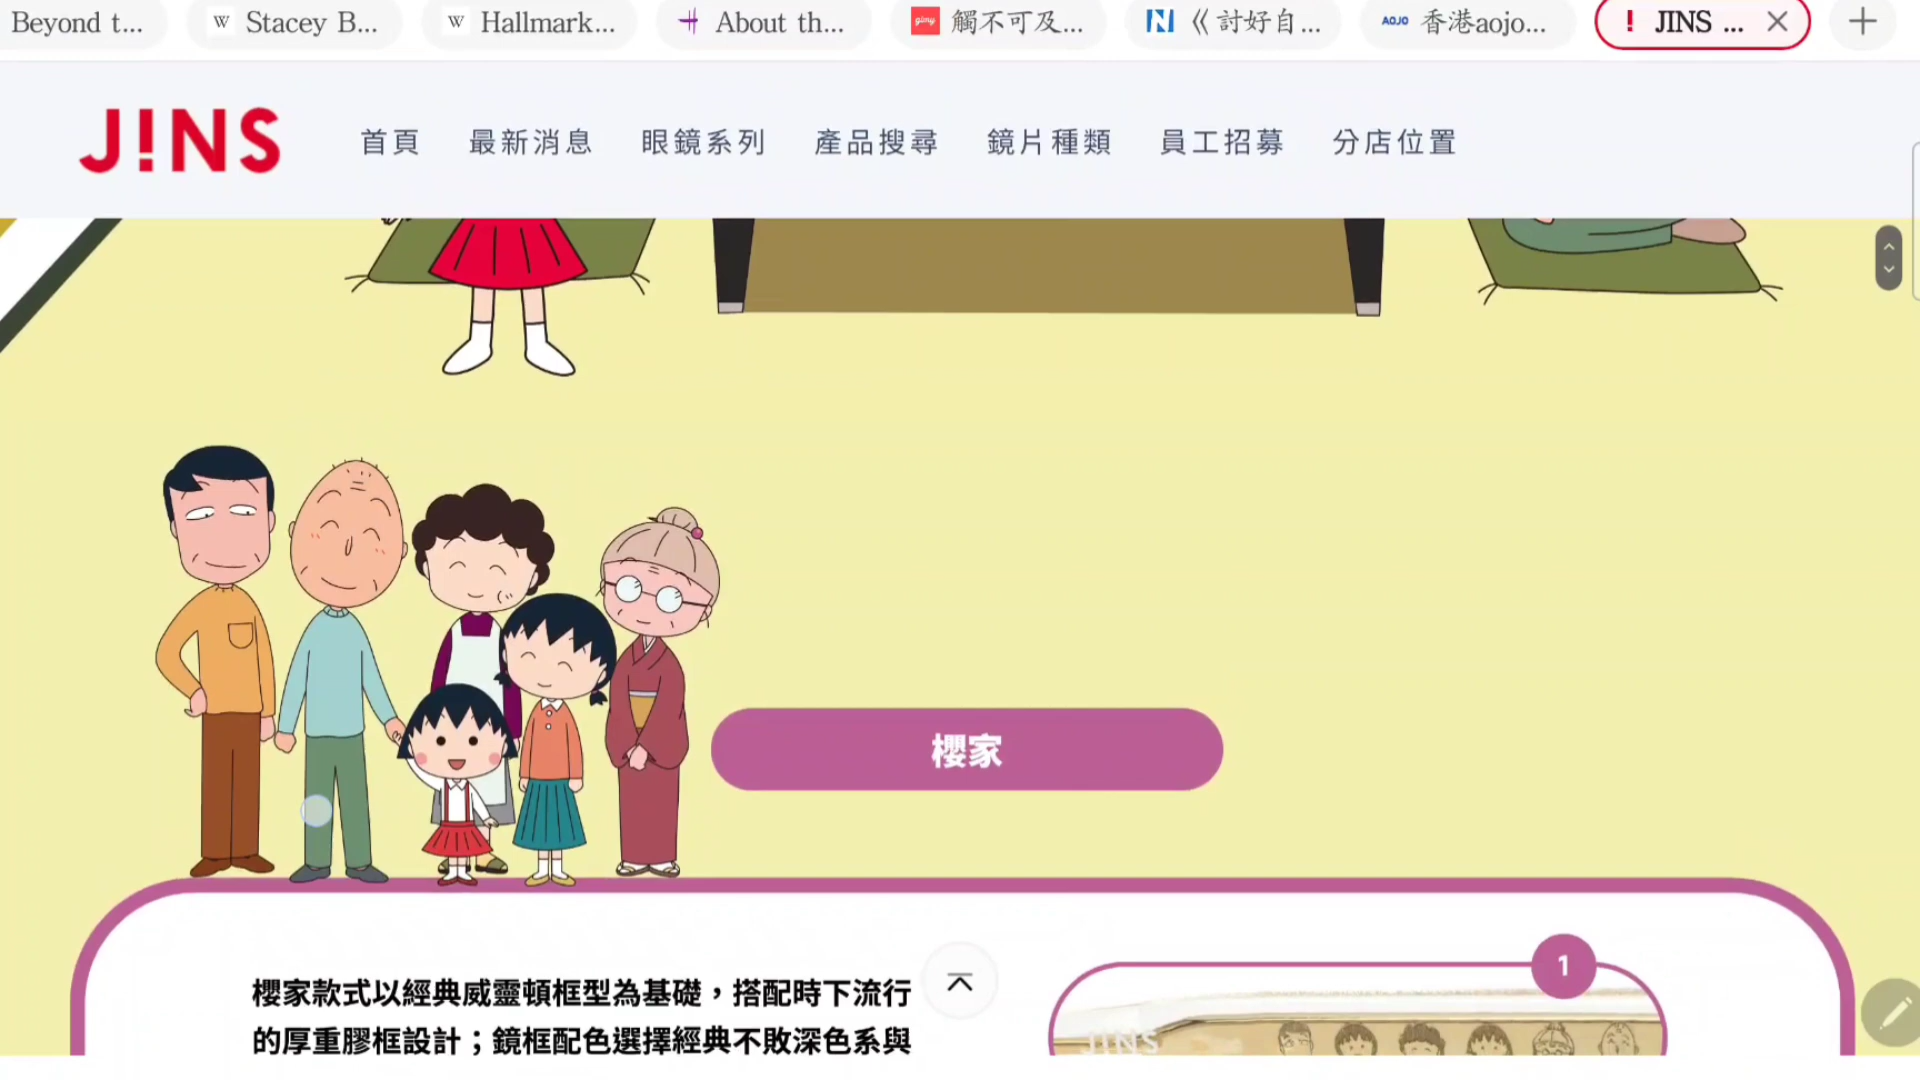 Beyond t...
W Stacey B...
W Hallmark...
About th...
gimy 觸不可及...
N 《討好自...
AOJO 香港aojo...
! JINS ...
J!NS
首頁
最新消息
眼鏡系列
產品搜尋
鏡片種類
員工招募
分店位置
櫻家
1
櫻家款式以經典威靈頓框型為基礎，搭配時下流行
的厚重膠框設計；鏡框配色選擇經典不敗深色系與
JINS